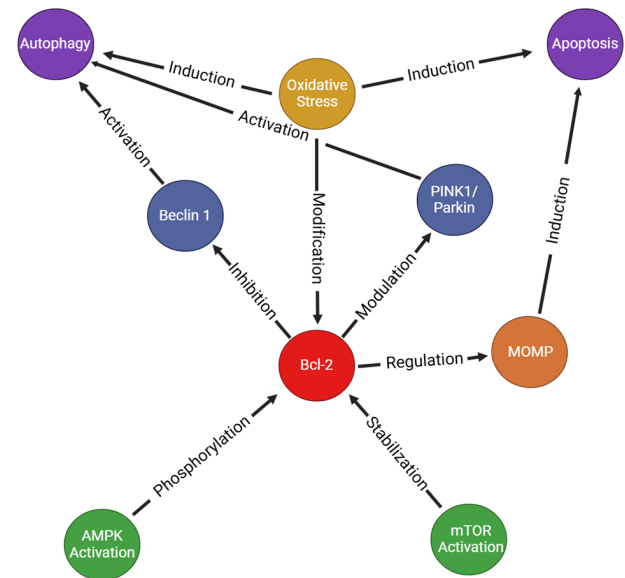 Autophagy
Apoptosis
Induction
Oxidative
Stress
Induction
Activation
Activation
PINK1/
Parkin
Beclin 1
Modification
Induction
Inhibition
Modulation
Bcl-2
Regulation
MOMP
Phosphorylation
Stabilization
AMPK
Activation
mTOR
Activation